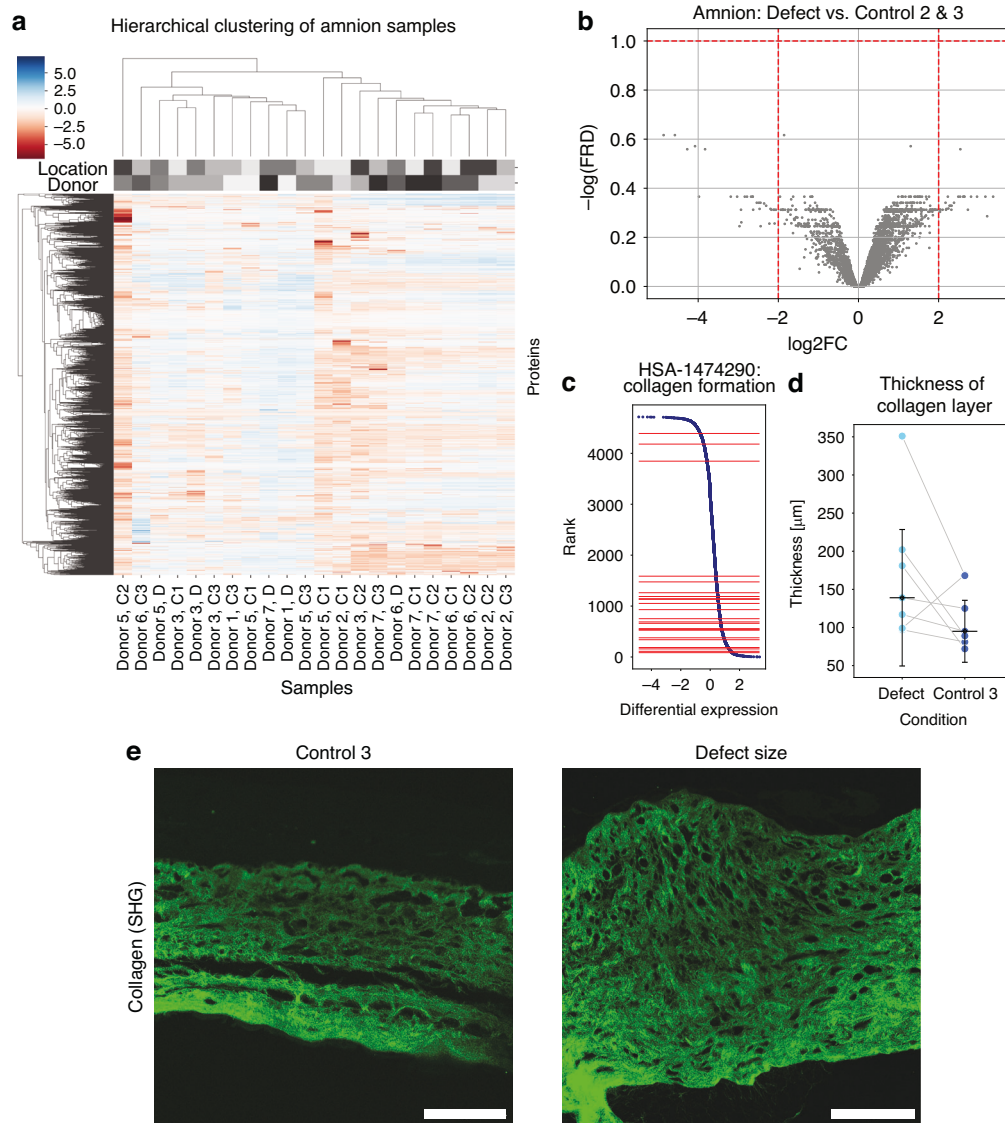 a
Hierarchical clustering of amnion samples
5.0
0.0
−2.5
−5.0
Location
Donor
Proteins
Donor 5, C2
Donor 6, C3
Donor 5, D
Donor 3, C1
Donor 3, D
Donor 3, C3
Donor 1, C3
Donor 5, C1
Donor 7, D
Donor 1, D
Donor 5, C3
Donor 5, C1
Donor 2, C1
Donor 3, C2
Donor 7, C3
Donor 6, D
Donor 7, C1
Donor 7, C2
Donor 6, C1
Donor 6, C2
Donor 2, C2
Donor 2, C3
Samples
b
Amnion: Defect vs. Control 2 & 3
1.0
0.8
0.6
0.4
0.2
0.0
−log(FRD)
−4
−2
0
2
log2FC
c
HSA-1474290:
collagen formation
4000
3000
2000
1000
0
Rank
−4
−2
0
2
Differential expression
d
Thickness of
collagen layer
350
300
250
200
150
100
50
Thickness [μm]
Defect
Control 3
Condition
e
Control 3
Defect size
Collagen (SHG)